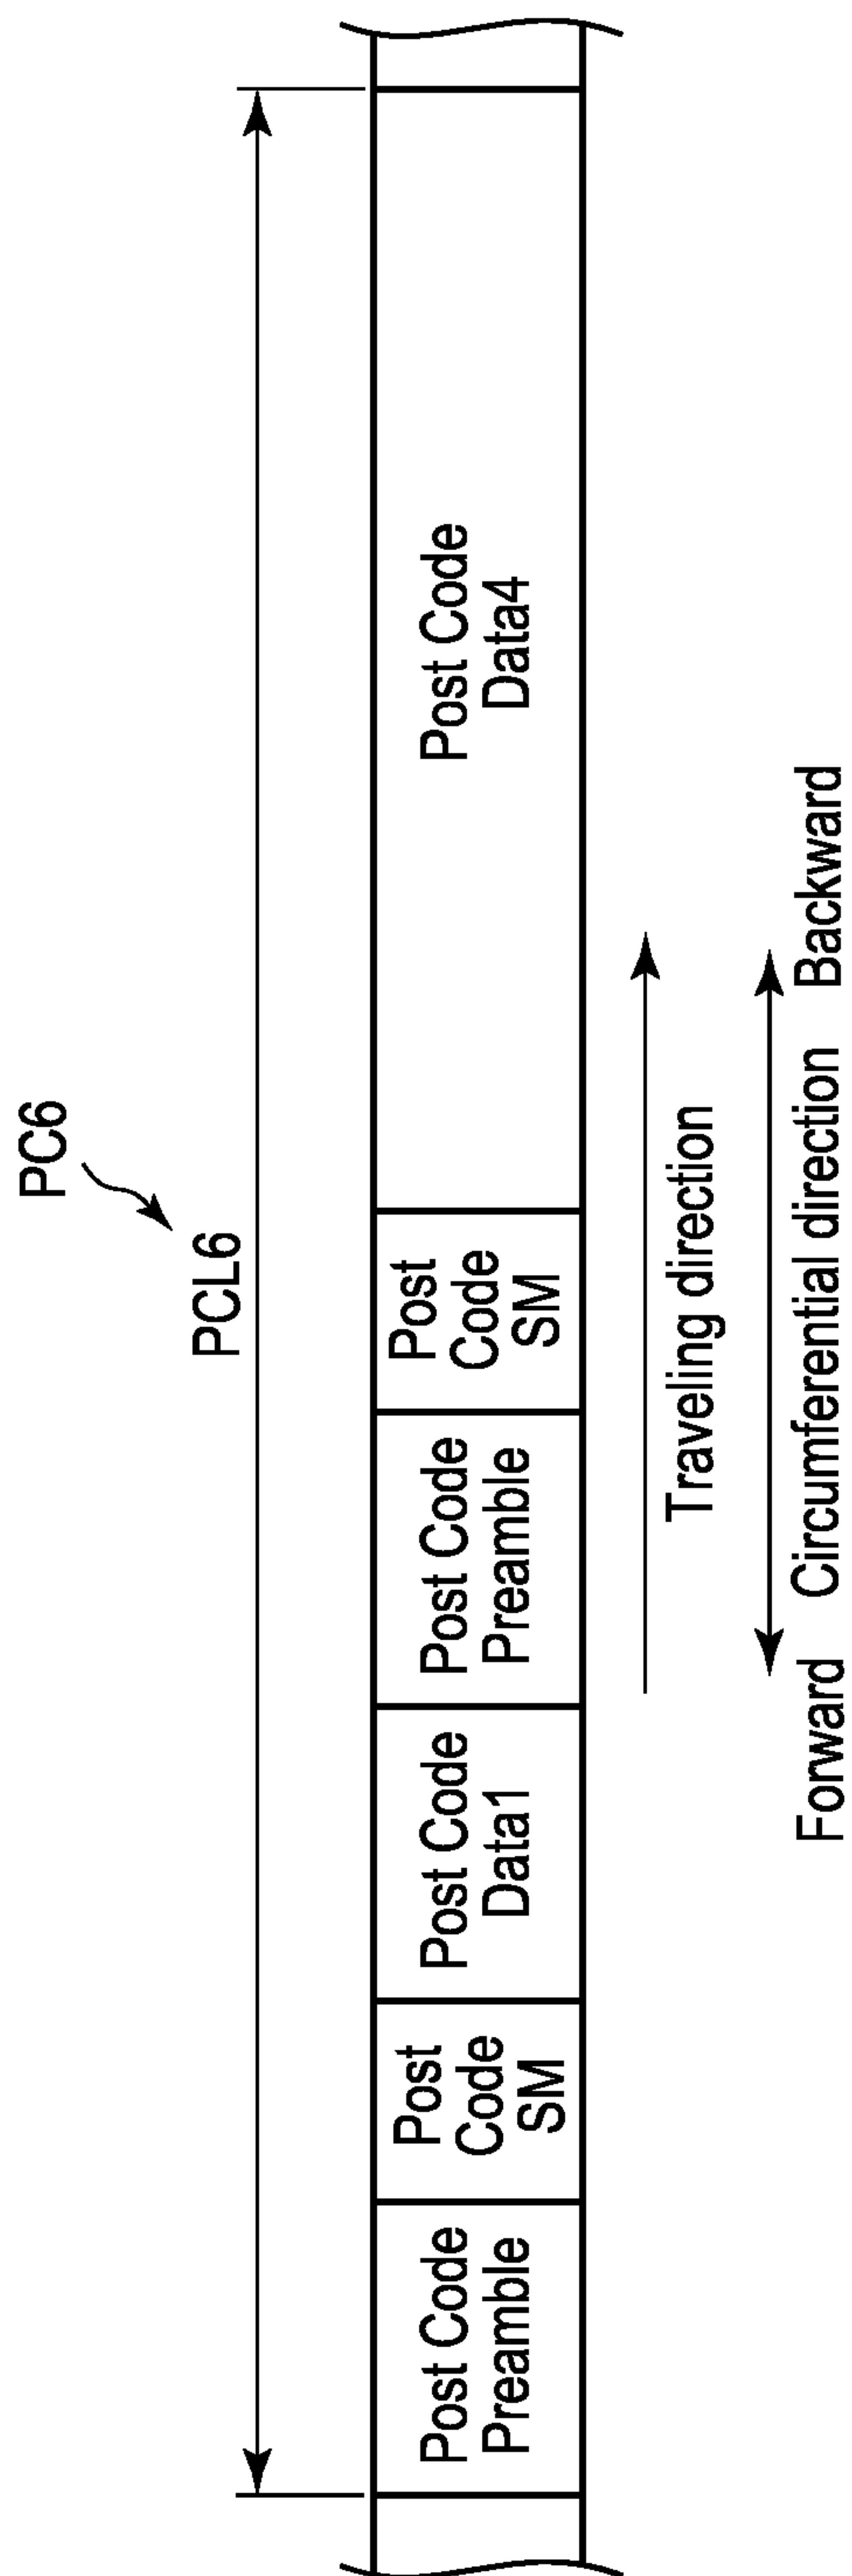 PC6
PCL6
Post Code
Preamble
Post
Code
SM
Post Code
Data1
Post Code
Preamble
Post
Code
SM
Post Code
Data4
Traveling direction
Forward Circumferential direction Backward